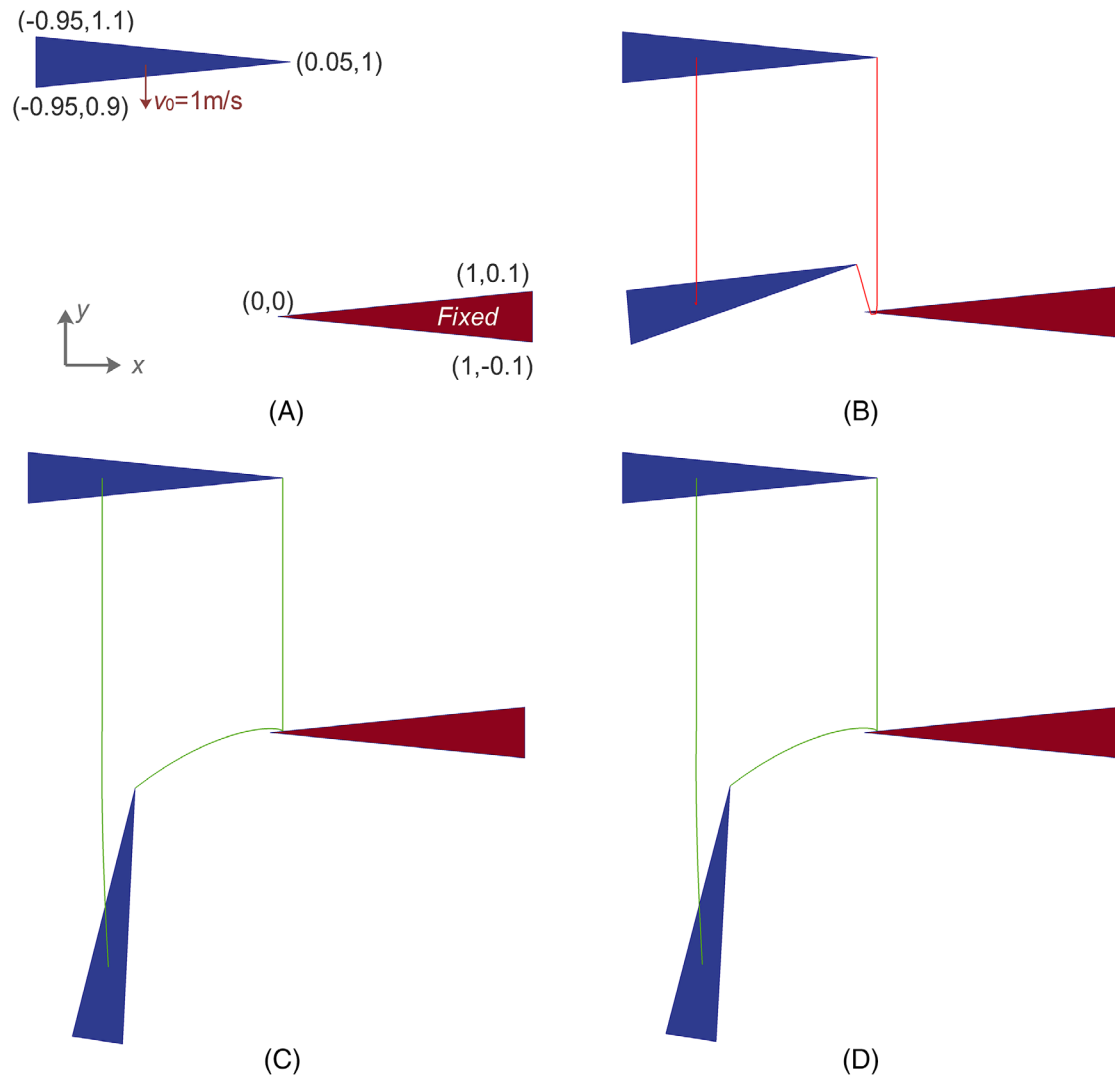 (-0.95,1.1)
(0.05,1)
(-0.95,0.9)
v₀=1m/s
(1,0.1)
(0,0)
Fixed
y
x
(1,-0.1)
(A)
(B)
(C)
(D)